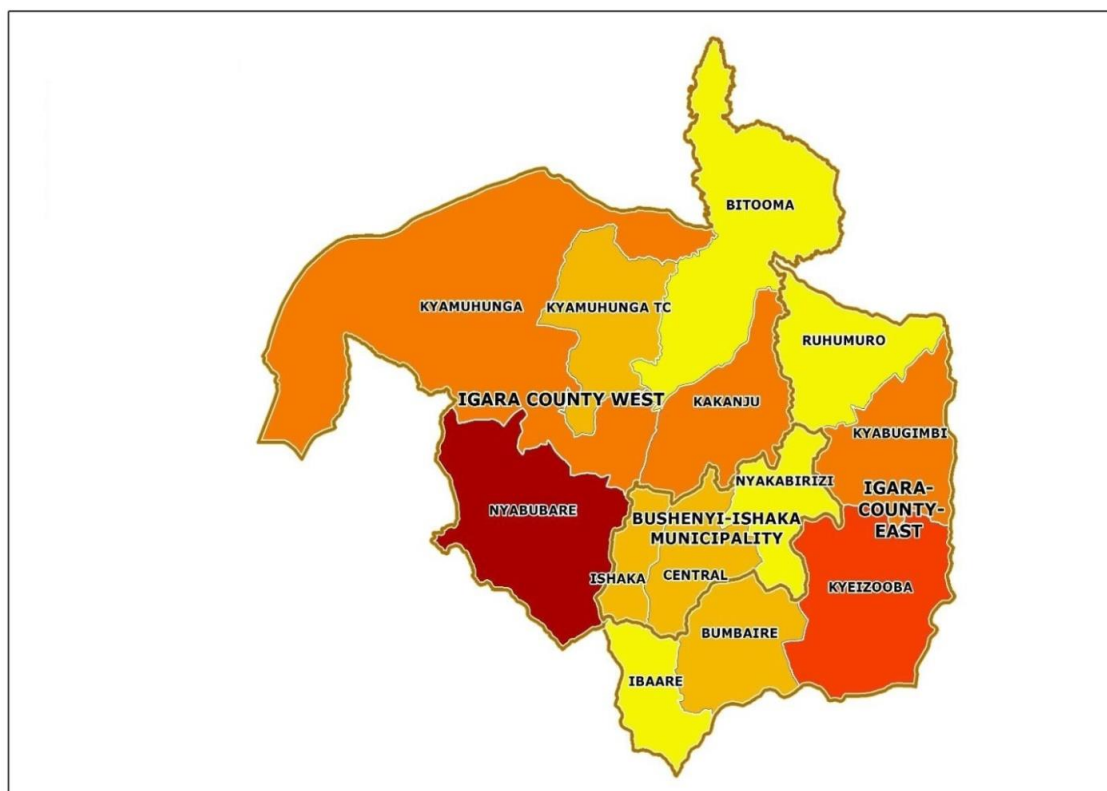 BITOOMA
KYAMUHUNGA
KYAMUHUNGA TC
RUHUMURO
IGARA COUNTY WEST
KAKANJU
KYABUGIMBI
NYAKABIRIZI
IGARA-
COUNTY-
EAST
NYABUBARE
BUSHENYI-ISHAKA
MUNICIPALITY
ISHAKA
CENTRAL
KYEIZOOBA
BUMBAIRE
IBAARE